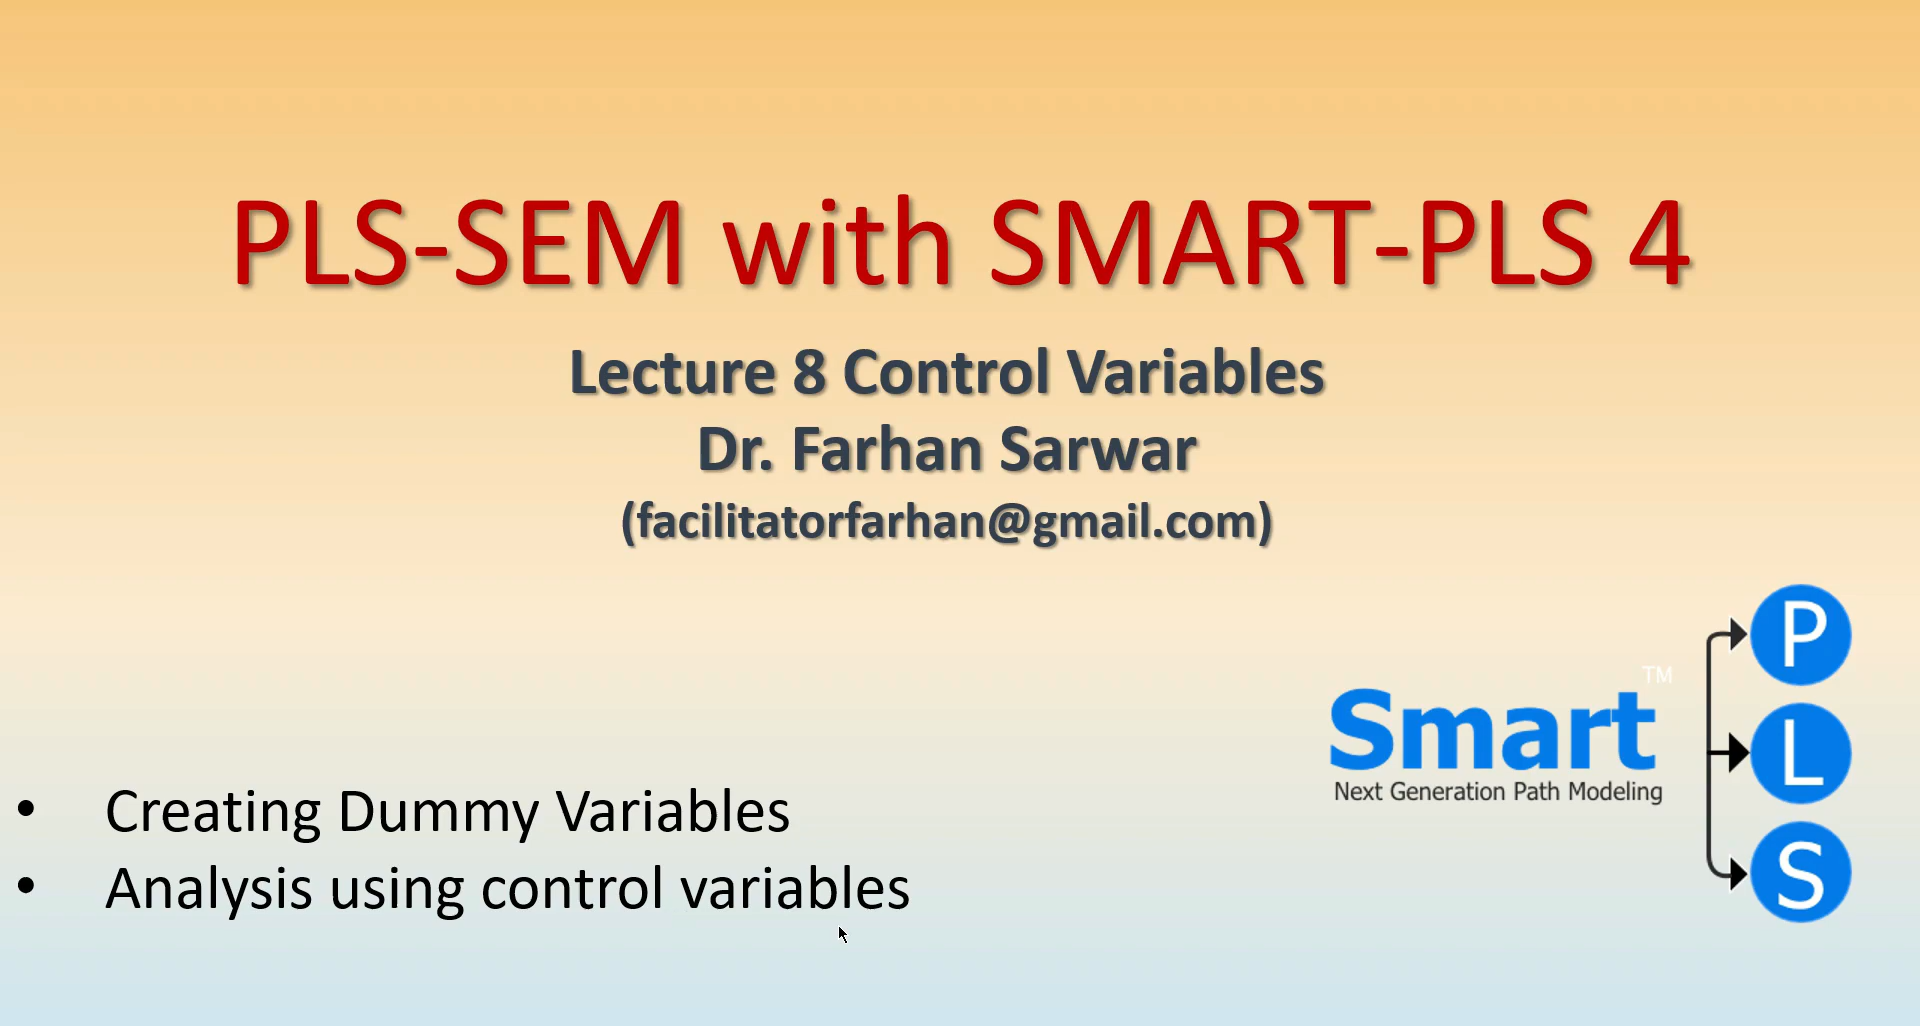 PLS-SEM with SMART-PLS 4
Lecture 8 Control Variables
Dr. Farhan Sarwar
(facilitatorfarhan@gmail.com)
• Creating Dummy Variables
• Analysis using control variables
Smart TM
Next Generation Path Modeling
P
L
S